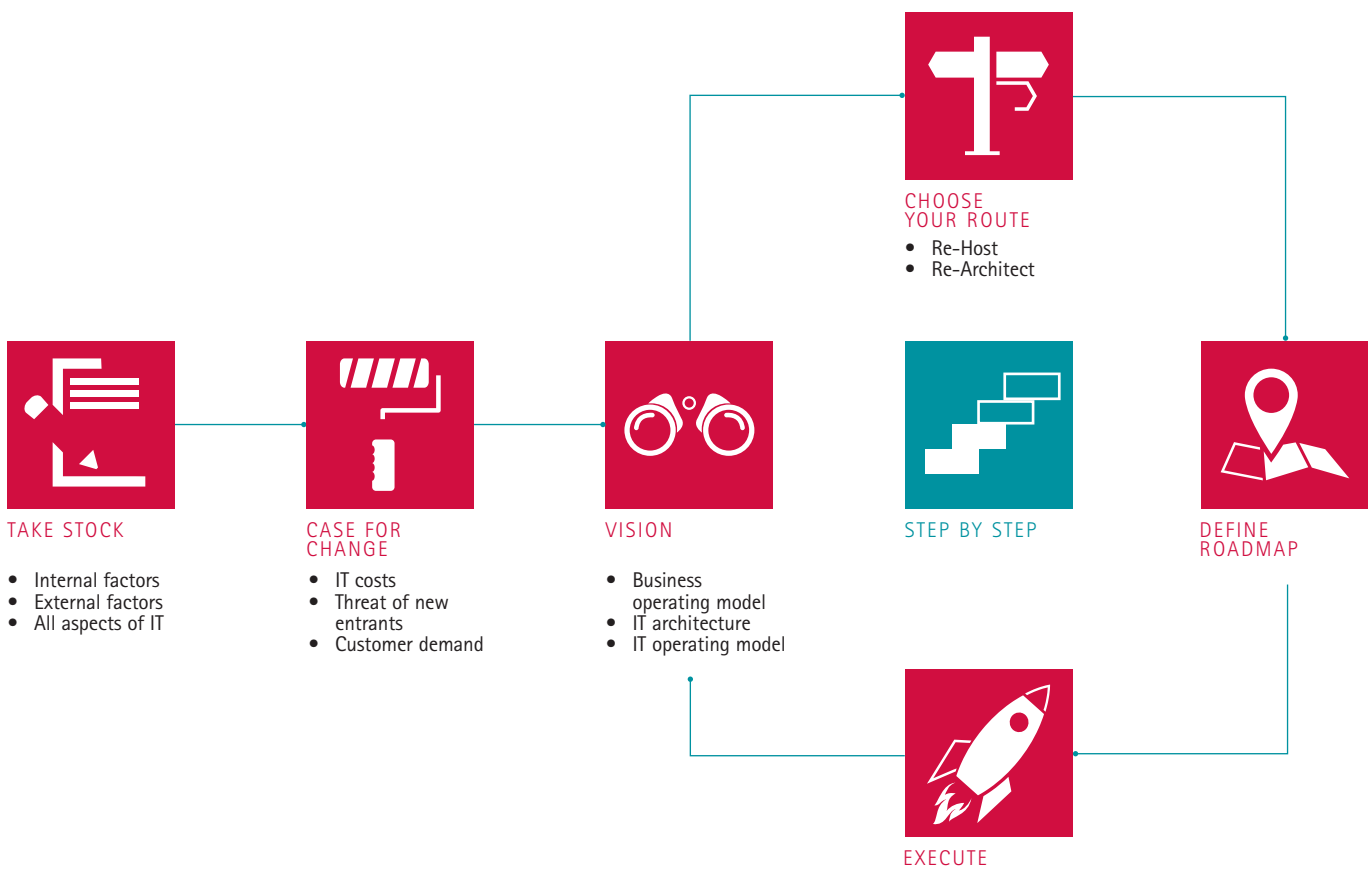 CHOOSE
YOUR ROUTE
• Re-Host
• Re-Architect
TAKE STOCK
• Internal factors
• External factors
• All aspects of IT
CASE FOR
CHANGE
• IT costs
• Threat of new
entrants
• Customer demand
VISION
• Business
operating model
• IT architecture
• IT operating model
STEP BY STEP
DEFINE
ROADMAP
EXECUTE